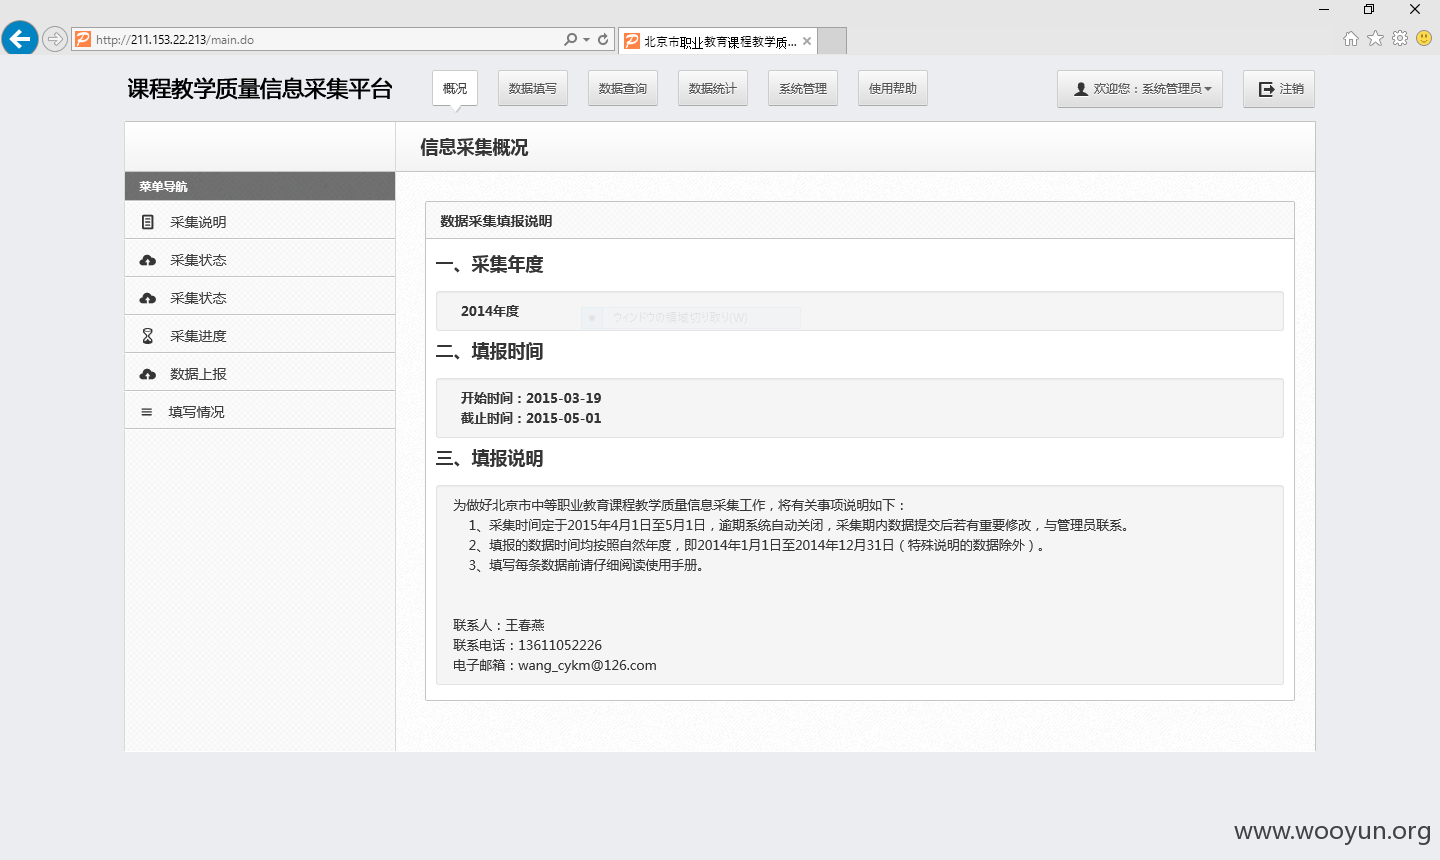 http://211.153.22.213/main.do
北京市职业教育课程教学质...
课程教学质量信息采集平台
概况
数据填写
数据查询
数据统计
系统管理
使用帮助
欢迎您：系统管理员
注销
信息采集概况
菜单导航
采集说明
采集状态
采集状态
采集进度
数据上报
填写情况
数据采集填报说明
一、采集年度
2014年度
ウィンドウの領域切り取り(W)
二、填报时间
开始时间：2015-03-19
截止时间：2015-05-01
三、填报说明
为做好北京市中等职业教育课程教学质量信息采集工作，将有关事项说明如下：
1、采集时间定于2015年4月1日至5月1日，逾期系统自动关闭，采集期内数据提交后若有重要修改，与管理员联系。
2、填报的数据时间均按照自然年度，即2014年1月1日至2014年12月31日（特殊说明的数据除外）。
3、填写每条数据前请仔细阅读使用手册。
联系人：王春燕
联系电话：13611052226
电子邮箱：wang_cykm@126.com
www.wooyun.org